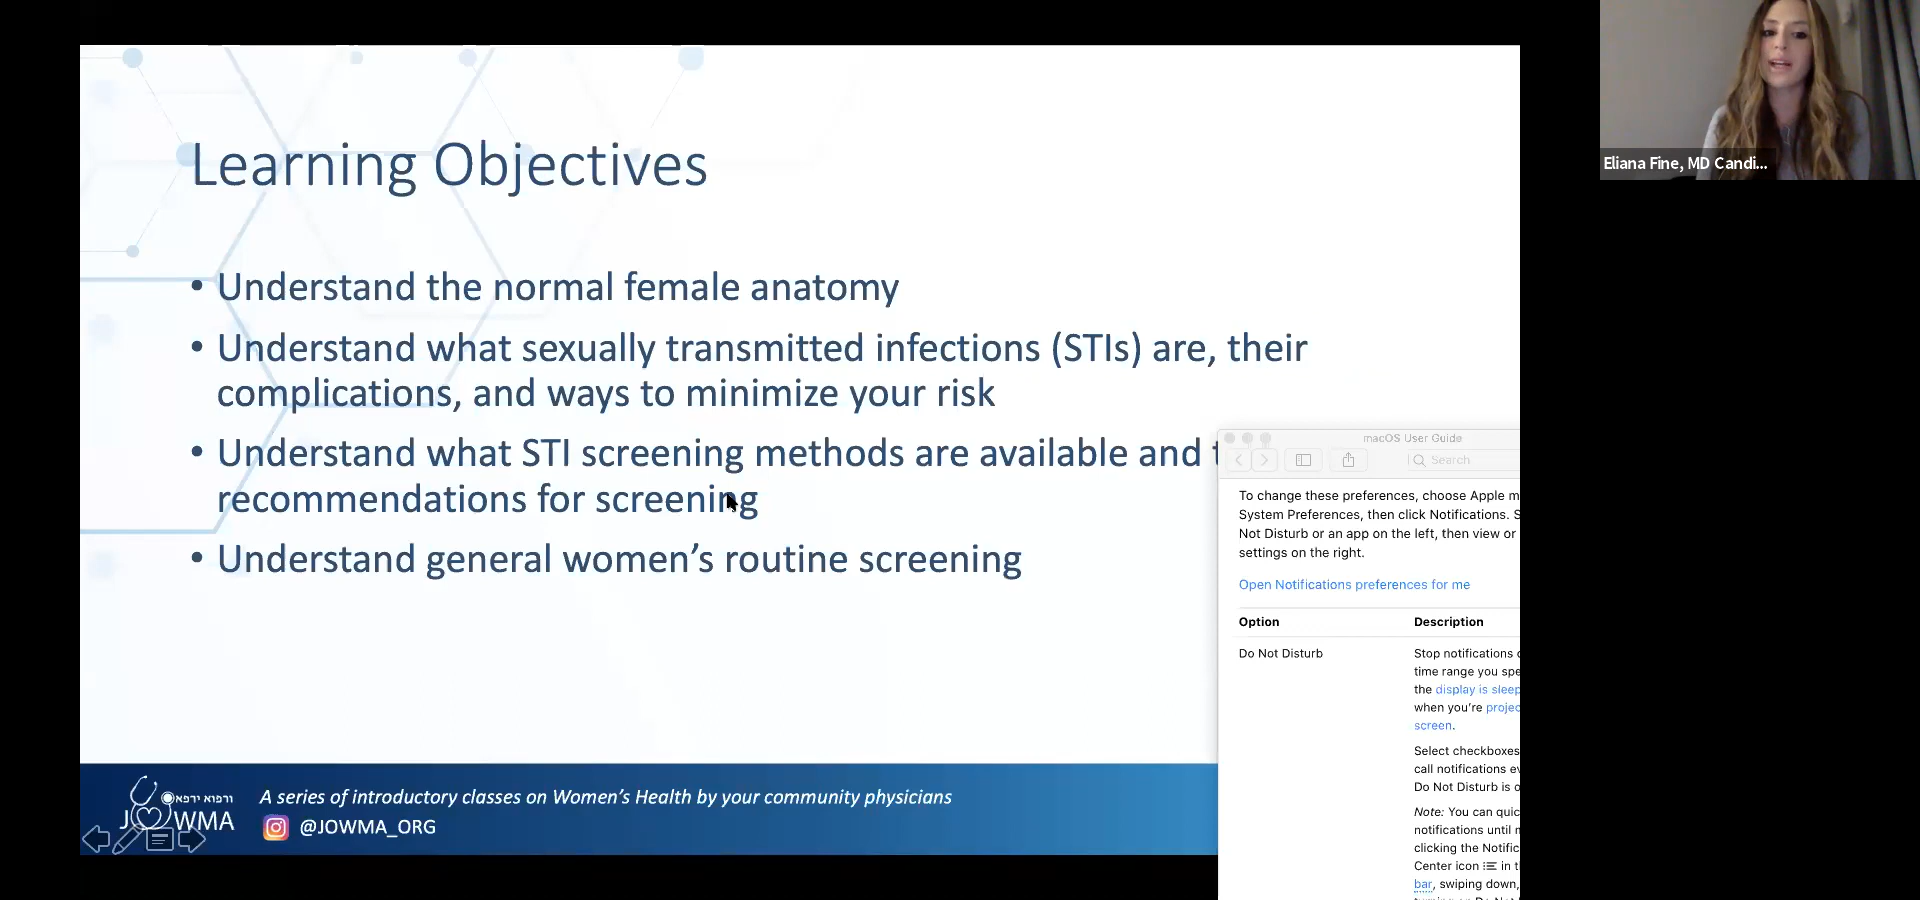 Learning Objectives
• Understand the normal female anatomy
• Understand what sexually transmitted infections (STIs) are, their
complications, and ways to minimize your risk
• Understand what STI screening methods are available and t
recommendations for screening
• Understand general women's routine screening
ורפוא ירפא
JOWMA
A series of introductory classes on Women's Health by your community physicians
@JOWMA_ORG
macOS User Guide
Search
To change these preferences, choose Apple m
System Preferences, then click Notifications. S
Not Disturb or an app on the left, then view or
settings on the right.
Open Notifications preferences for me
Option Description
Do Not Disturb Stop notifications
time range you spe
the display is sleep
when you're projec
screen.
Select checkboxes
call notifications ev
Do Not Disturb is o
Note: You can quic
notifications until
clicking the Notific
Center icon in t
bar, swiping down,
Eliana Fine, MD Candi...